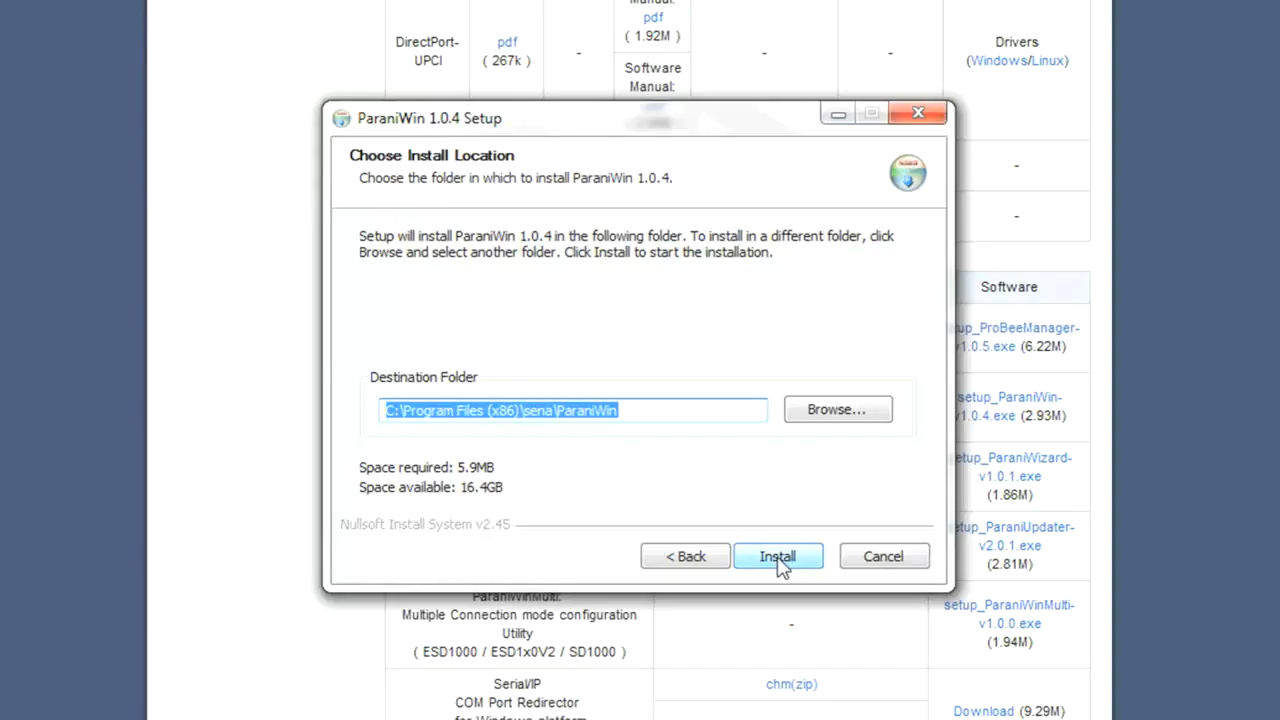 Manual:
pdf
( 1.92M )
DirectPort-
UPCI
pdf
( 267k )
-
Software
Manual:
-
-
Drivers
(Windows/Linux)
ParaniWin 1.0.4 Setup
Choose Install Location
Choose the folder in which to install ParaniWin 1.0.4.
Setup will install ParaniWin 1.0.4 in the following folder. To install in a different folder, click
Browse and select another folder. Click Install to start the installation.
Destination Folder
C:\Program Files (x86)\sena\ParaniWin
Browse...
Space required: 5.9MB
Space available: 16.4GB
Nullsoft Install System v2.45
< Back
Install
Cancel
-
-
Software
up_ProBeeManager-
v1.0.5.exe (6.22M)
setup_ParaniWin-
v1.0.4.exe (2.93M)
etup_ParaniWizard-
v1.0.1.exe
(1.86M)
etup_ParaniUpdater-
v2.0.1.exe
(2.81M)
ParaniWinMulti:
Multiple Connection mode configuration
Utility
( ESD1000 / ESD1x0V2 / SD1000 )
-
setup_ParaniWinMulti-
v1.0.0.exe
(1.94M)
Serial/IP
COM Port Redirector
for Windows platform
chm(zip)
Download (9.29M)